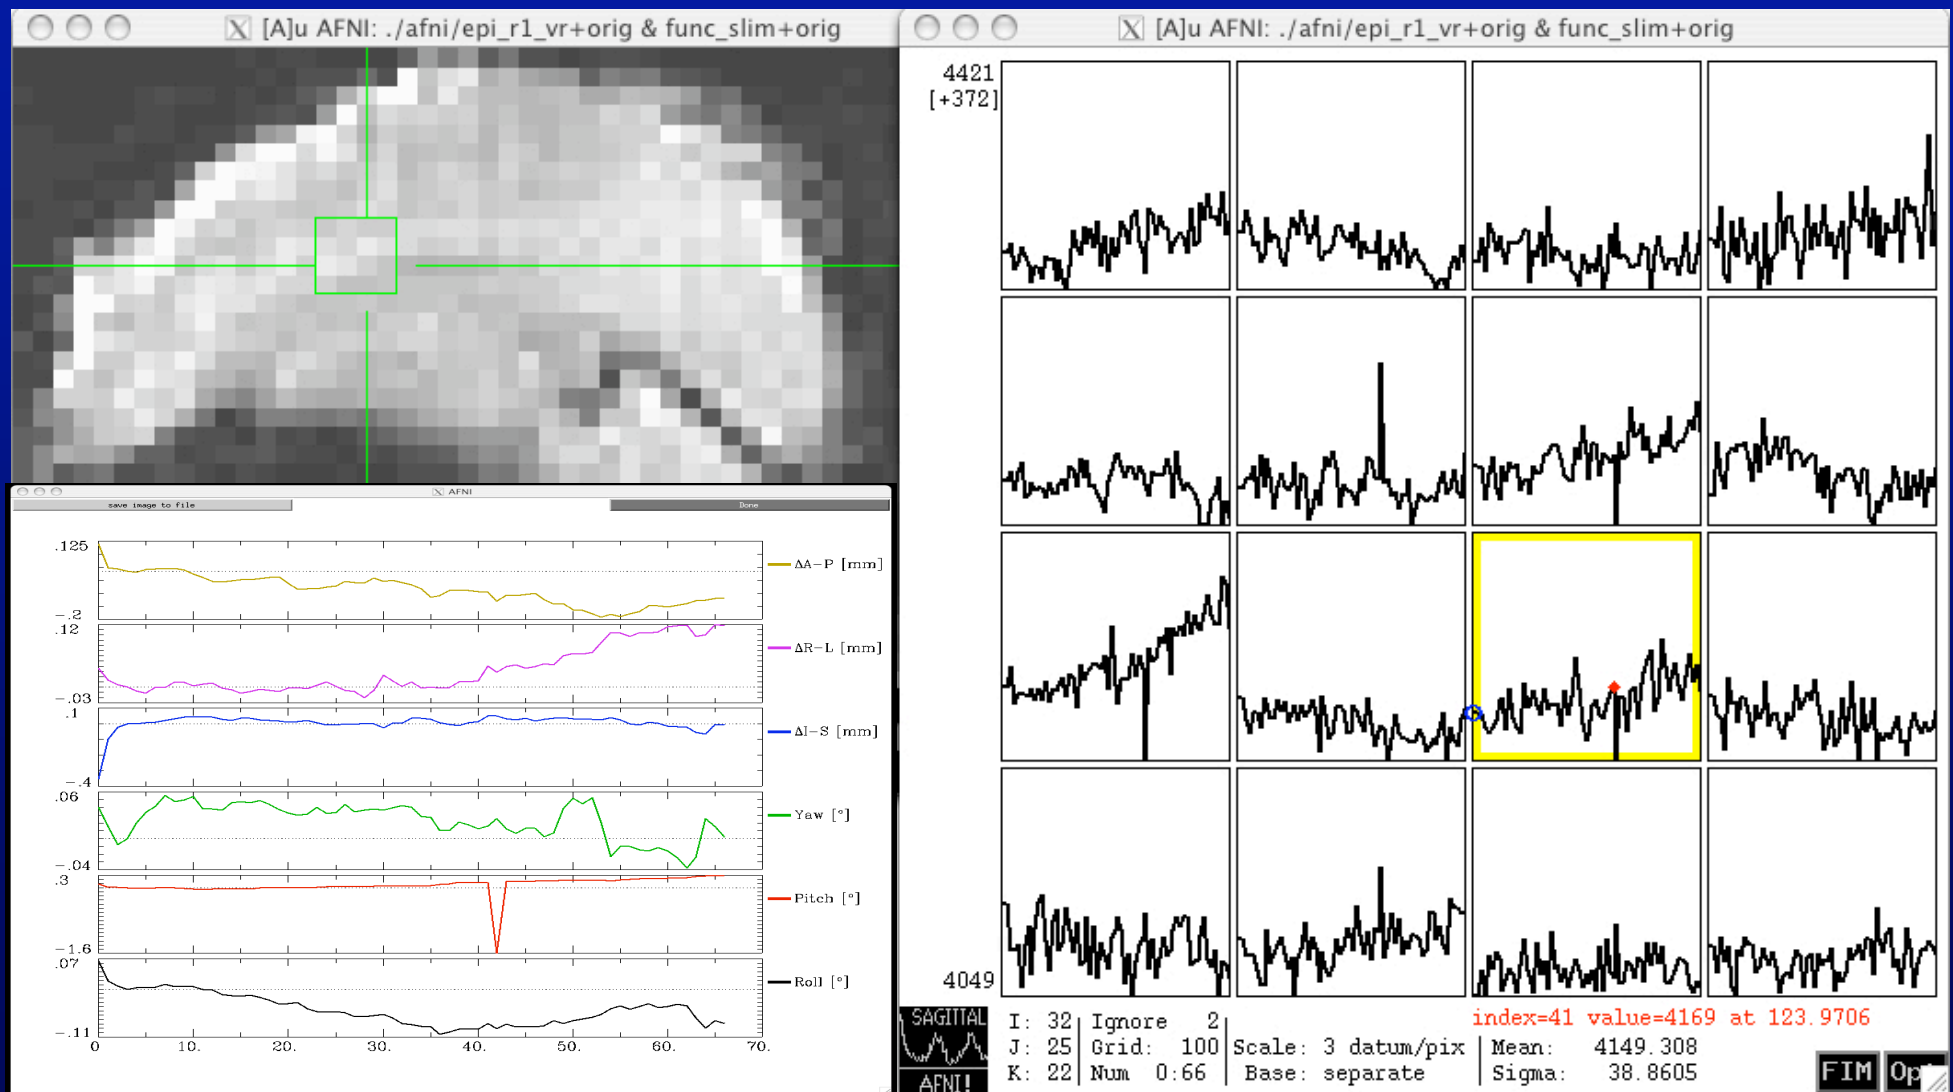 [A]u AFNI: ./afni/epi_r1_vr+orig & func_slim+orig
AFNI
save image to file
Done
.125
-.2
ΔA-P [mm]
.12
-.03
ΔR-L [mm]
.1
-.4
ΔI-S [mm]
.06
-.04
Yaw [°]
.3
-1.6
Pitch [°]
.07
-.11
Roll [°]
0 10. 20. 30. 40. 50. 60. 70.
[A]u AFNI: ./afni/epi_r1_vr+orig & func_slim+orig
4421
[+372]
4049
SAGITTAL
AFNI!
index=41 value=4169 at 123.9706
I: 32 Ignore 2
J: 25 Grid: 100 Scale: 3 datum/pix Mean: 4149.308
K: 22 Num 0:66 Base: separate Sigma: 38.8605
FIM